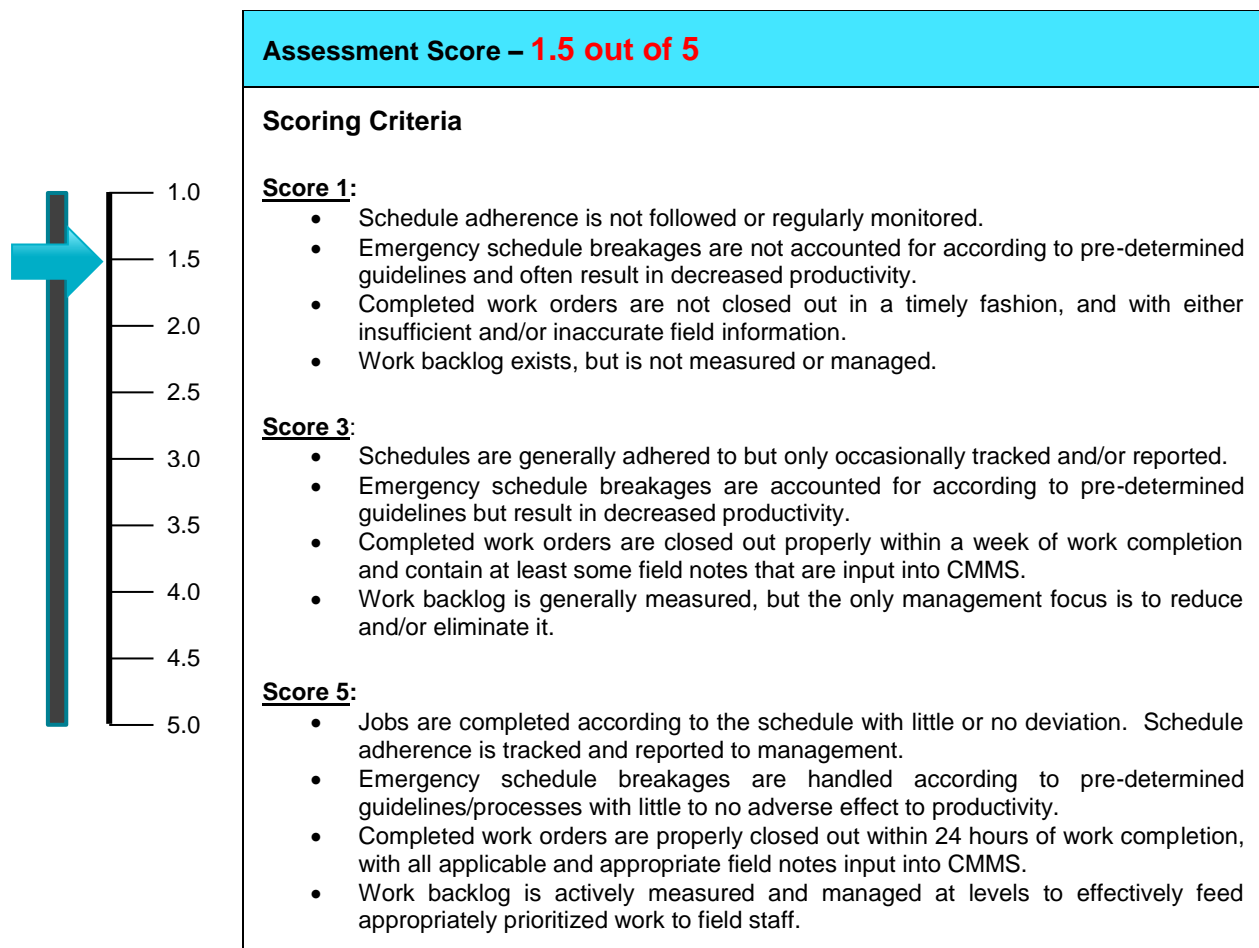 Assessment Score – 1.5 out of 5
Scoring Criteria
Score 1:
• Schedule adherence is not followed or regularly monitored.
• Emergency schedule breakages are not accounted for according to pre-determined
guidelines and often result in decreased productivity.
• Completed work orders are not closed out in a timely fashion, and with either
insufficient and/or inaccurate field information.
• Work backlog exists, but is not measured or managed.
Score 3:
• Schedules are generally adhered to but only occasionally tracked and/or reported.
• Emergency schedule breakages are accounted for according to pre-determined
guidelines but result in decreased productivity.
• Completed work orders are closed out properly within a week of work completion
and contain at least some field notes that are input into CMMS.
• Work backlog is generally measured, but the only management focus is to reduce
and/or eliminate it.
Score 5:
• Jobs are completed according to the schedule with little or no deviation. Schedule
adherence is tracked and reported to management.
• Emergency schedule breakages are handled according to pre-determined
guidelines/processes with little to no adverse effect to productivity.
• Completed work orders are properly closed out within 24 hours of work completion,
with all applicable and appropriate field notes input into CMMS.
• Work backlog is actively measured and managed at levels to effectively feed
appropriately prioritized work to field staff.
1.0
1.5
2.0
2.5
3.0
3.5
4.0
4.5
5.0